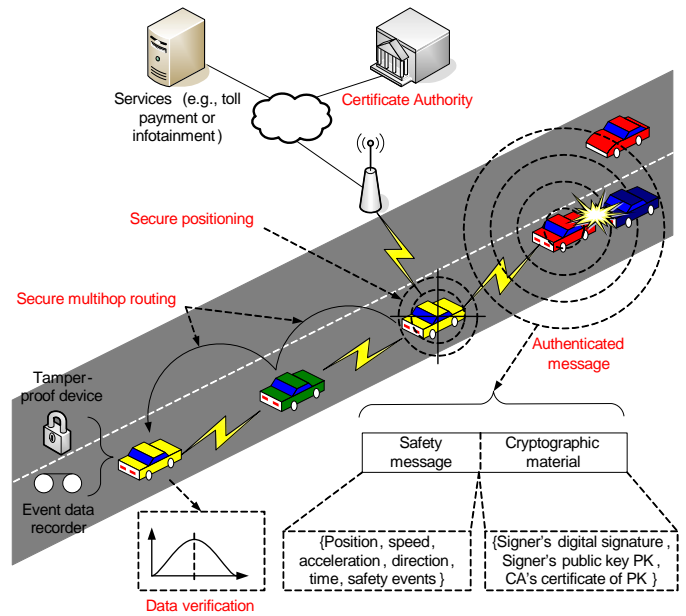 Services (e.g., toll
payment or
infotainment)
Certificate Authority
Secure positioning
Secure multihop routing
Authenticated
message
Tamper-
proof device
Event data
recorder
Safety
message
Cryptographic
material
{Position, speed,
acceleration, direction,
time, safety events}
{Signer's digital signature,
Signer's public key PK,
CA's certificate of PK}
Data verification